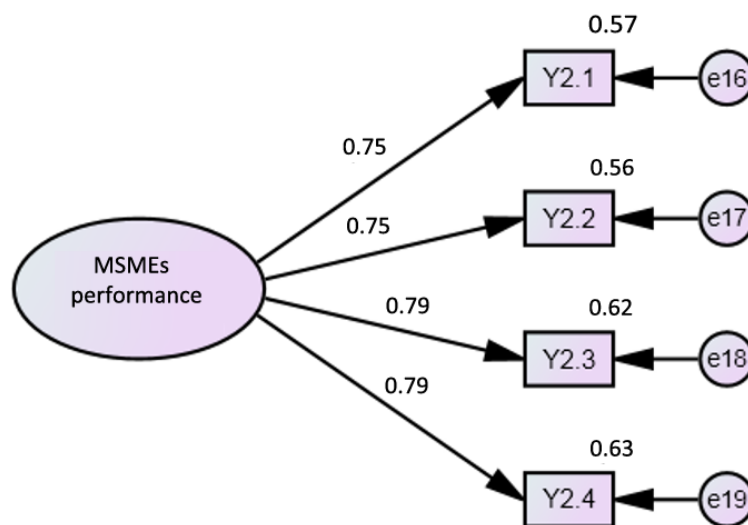 0.57
Y2.1
e16
0.75
0.56
0.75
Y2.2
e17
MSMEs
performance
0.79
0.62
Y2.3
e18
0.79
0.63
Y2.4
e19